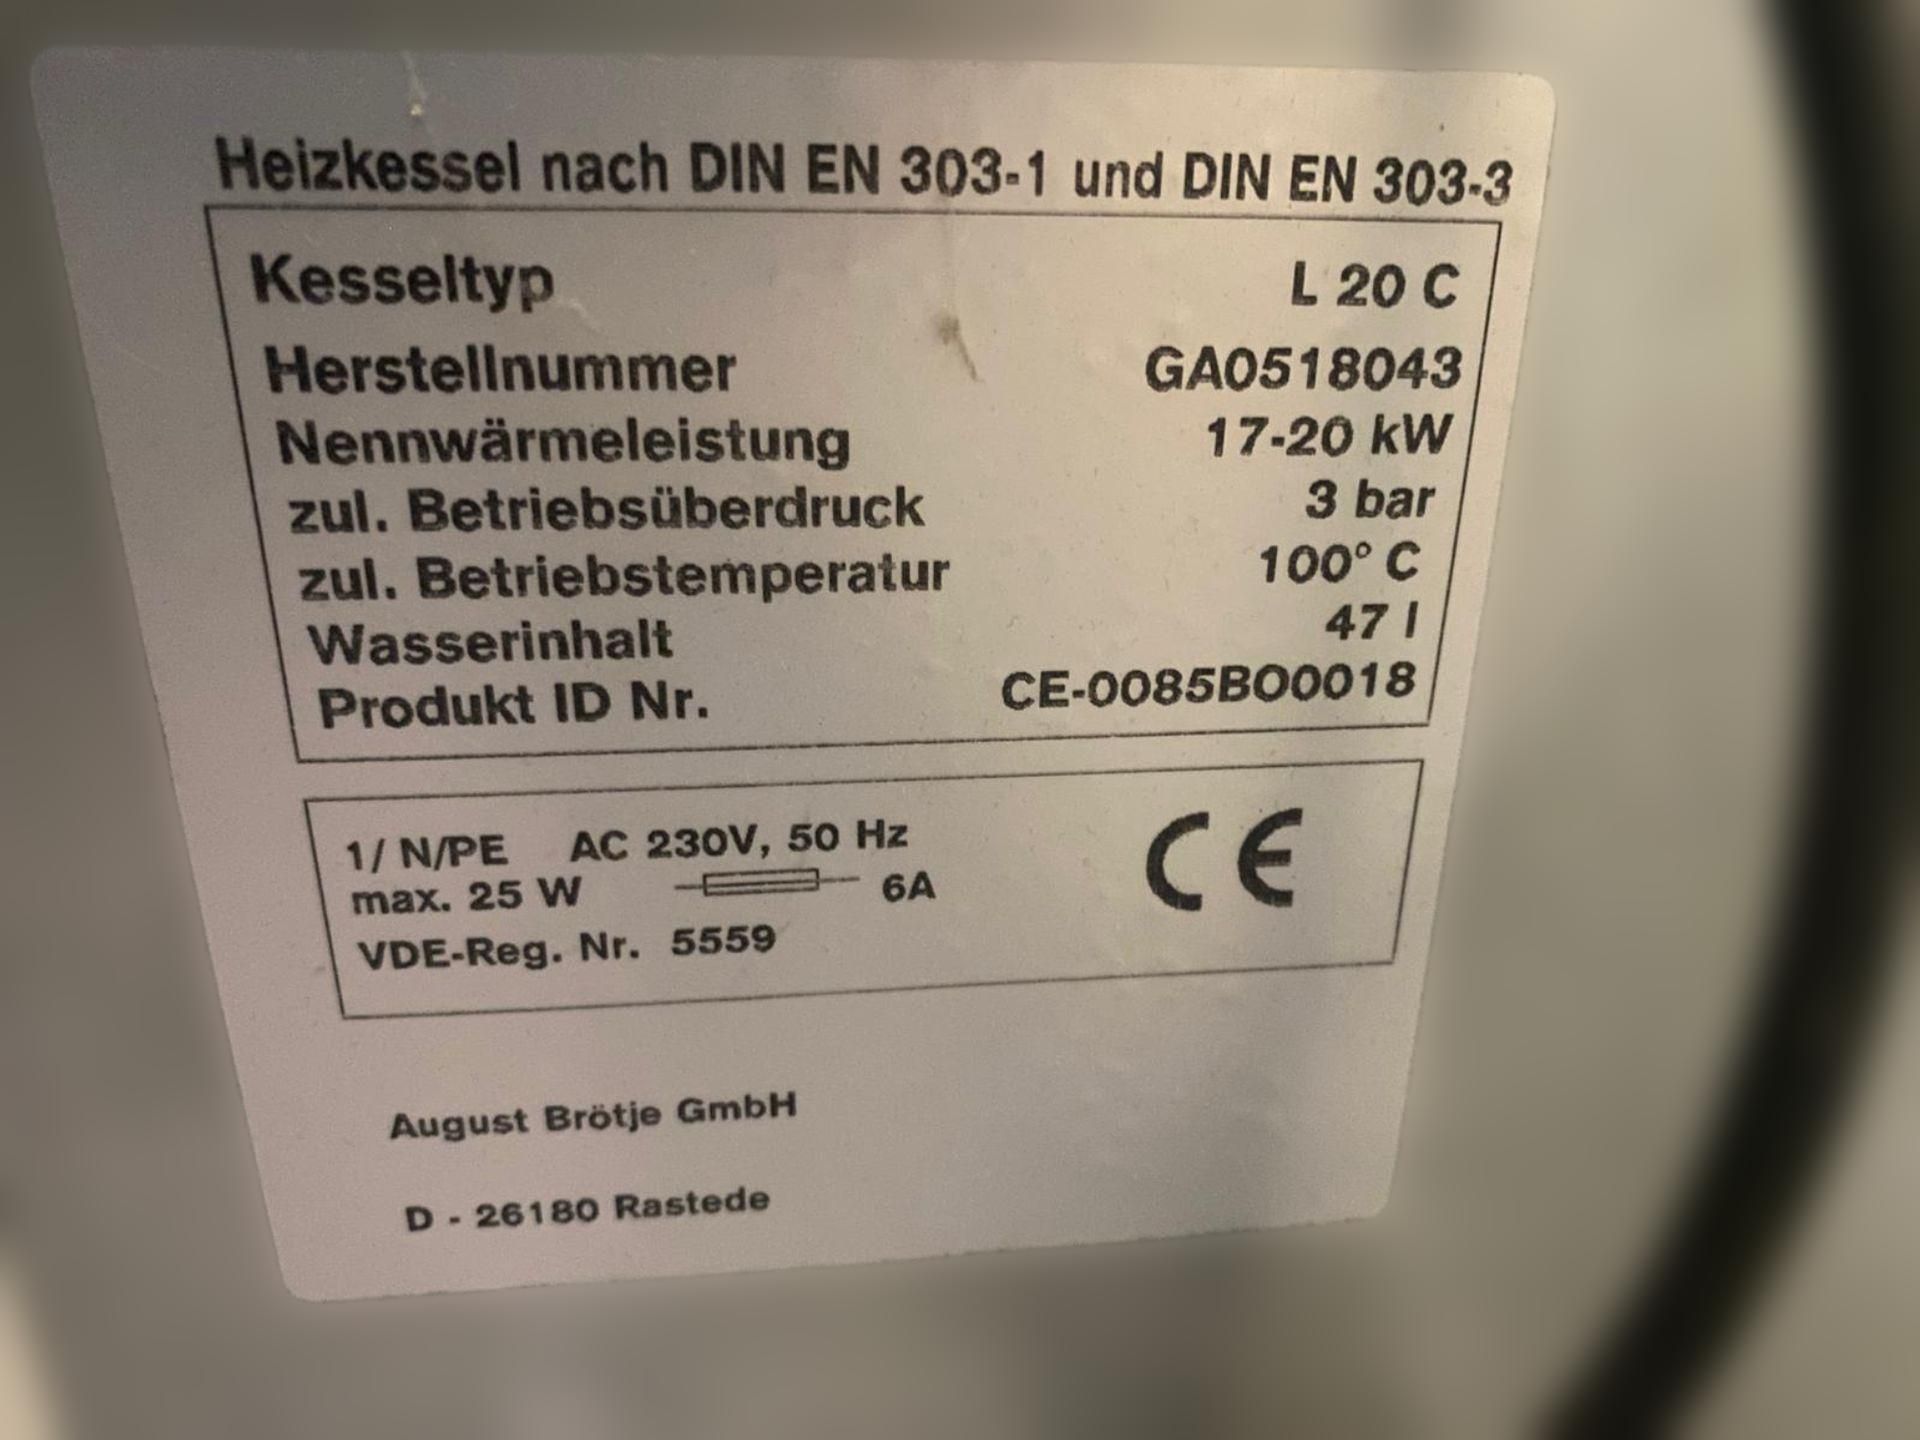 Heizkessel nach DIN EN 303-1 und DIN EN 303-3
Kesseltyp L 20 C
Herstellnummer GA0518043
Nennwärmeleistung 17-20 kW
zul. Betriebsüberdruck 3 bar
zul. Betriebstemperatur 100° C
Wasserinhalt 47 l
Produkt ID Nr. CE-0085BO0018
1/ N/PE AC 230V, 50 Hz
max. 25 W 6A
VDE-Reg. Nr. 5559
CE
August Brötje GmbH
D - 26180 Rastede